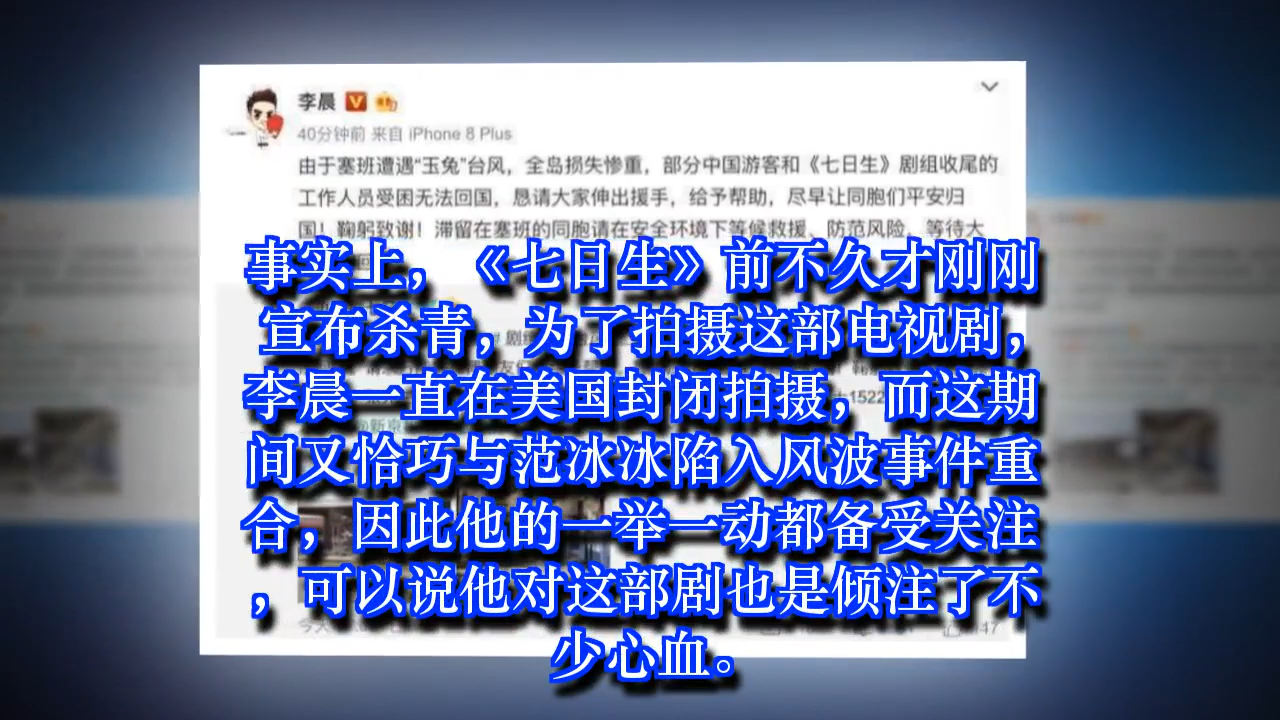 李晨
40分钟前 来自 iPhone 8 Plus
由于塞班遭遇“玉兔”台风，全岛损失惨重，部分中国游客和《七日生》剧组收尾的
工作人员受困无法回国，恳请大家伸出援手，给予帮助，尽早让同胞们平安归
国！鞠躬致谢！滞留在塞班的同胞请在安全环境下等候救援、防范风险。等待大
事实上，《七日生》前不久才刚刚
宣布杀青，为了拍摄这部电视剧，
李晨一直在美国封闭拍摄，而这期
间又恰巧与范冰冰陷入风波事件重
合，因此他的一举一动都备受关注
，可以说他对这部剧也是倾注了不
少心血。